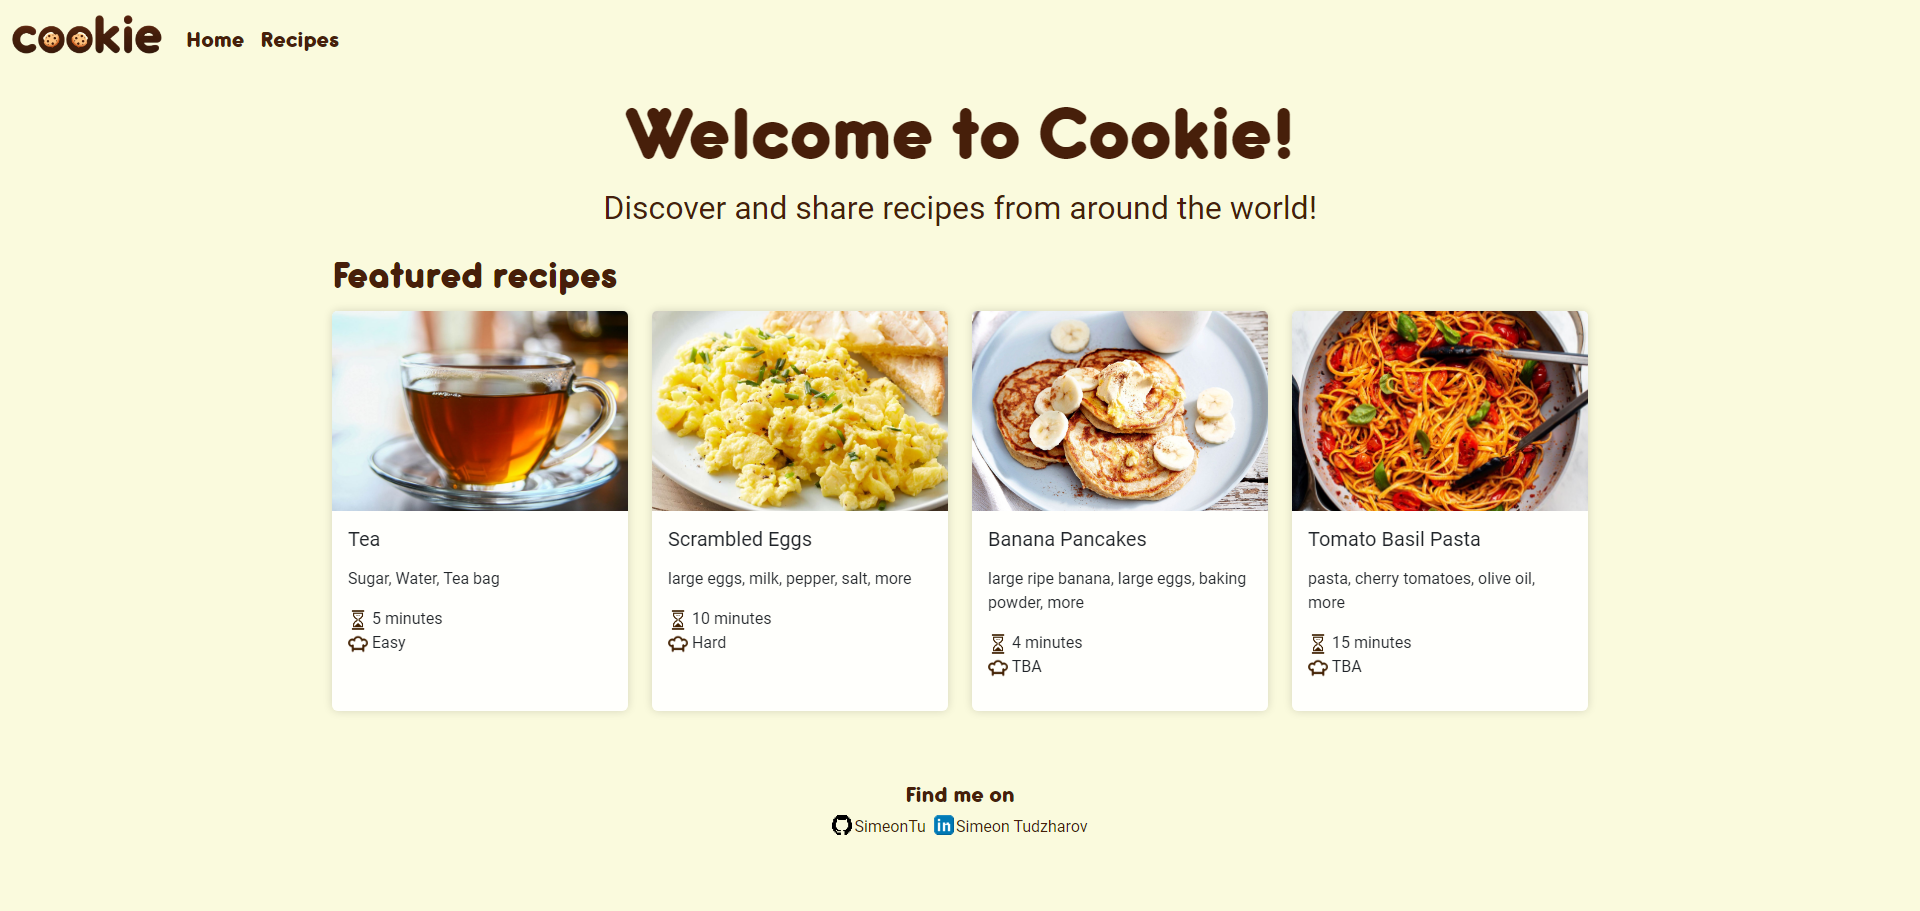 cookie Home Recipes
Welcome to Cookie!
Discover and share recipes from around the world!
Featured recipes
Tea
Sugar, Water, Tea bag
5 minutes
Easy
Scrambled Eggs
large eggs, milk, pepper, salt, more
10 minutes
Hard
Banana Pancakes
large ripe banana, large eggs, baking
powder, more
4 minutes
TBA
Tomato Basil Pasta
pasta, cherry tomatoes, olive oil,
more
15 minutes
TBA
Find me on
SimeonTu in Simeon Tudzharov